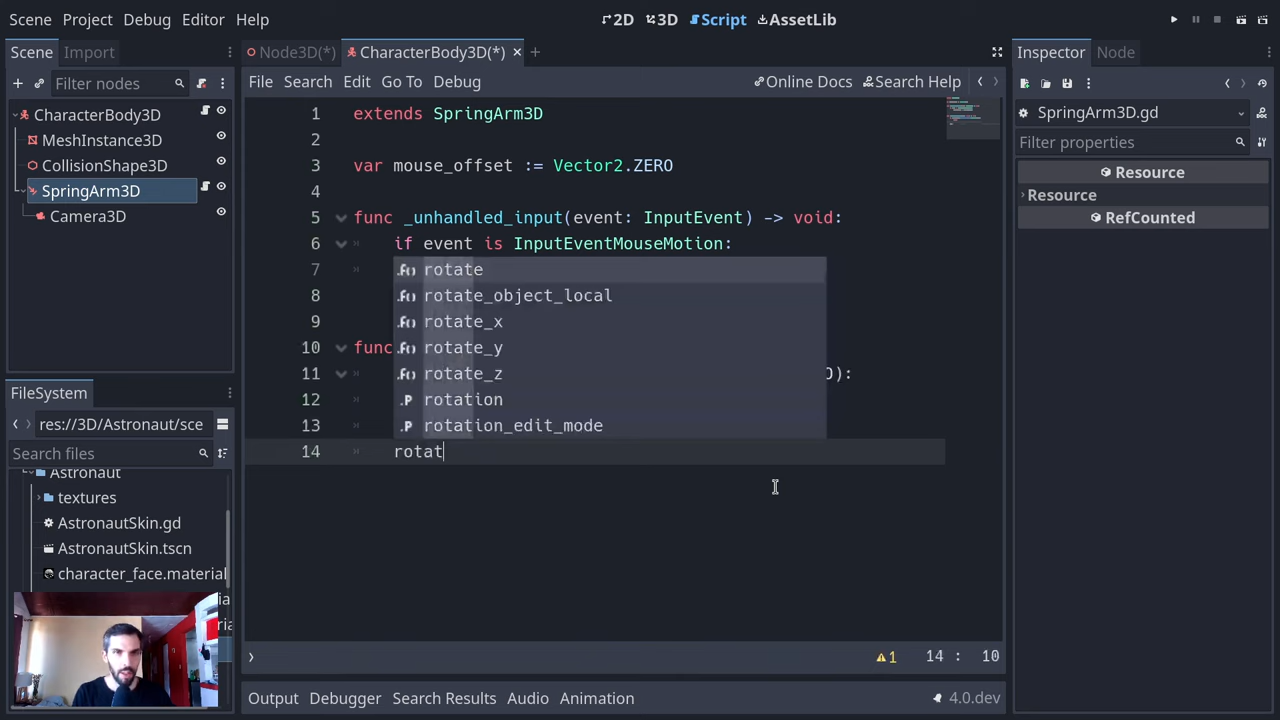 Scene Project Debug Editor Help 2D 3D Script AssetLib
Scene Import Node3D(*) CharacterBody3D(*) Inspector Node
Filter nodes File Search Edit Go To Debug Online Docs Search Help
CharacterBody3D
MeshInstance3D
CollisionShape3D
SpringArm3D
Camera3D
FileSystem
res://3D/Astronaut/sce
Search files
Astronaut
textures
AstronautSkin.gd
AstronautSkin.tscn
character_face.material
1 extends SpringArm3D
2
3 var mouse_offset := Vector2.ZERO
4
5 func _unhandled_input(event: InputEvent) -> void:
6 if event is InputEventMouseMotion:
7
8
9
10 func
11 ):
12
13
14 rotat
rotate
rotate_object_local
rotate_x
rotate_y
rotate_z
rotation
rotation_edit_mode
1 14 : 10
Output Debugger Search Results Audio Animation 4.0.dev
SpringArm3D.gd
Filter properties
Resource
Resource
RefCounted